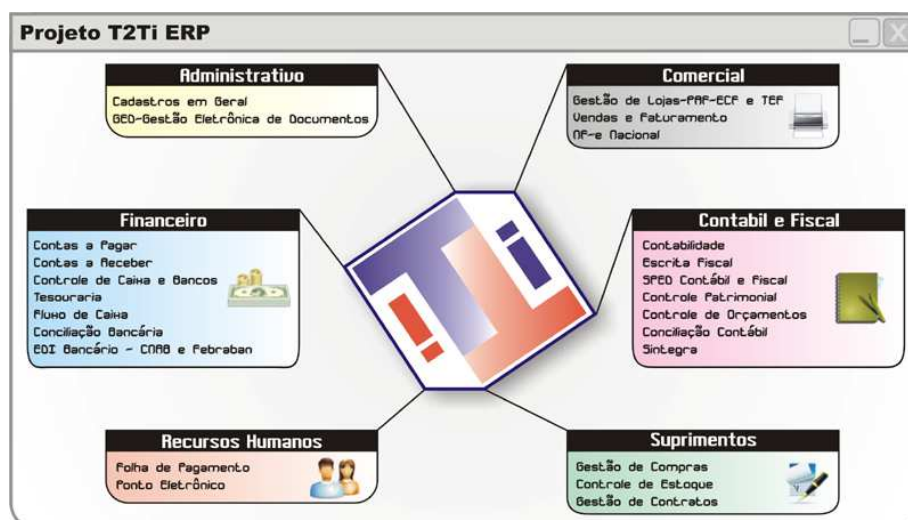 Projeto T2Ti ERP
Administrativo
Cadastros em Geral
GED-Gestão Eletrônica de Documentos
Comercial
Gestão de Lojas-PAF-ECF e TEF
Vendas e Faturamento
NF-e Nacional
Financeiro
Contas a Pagar
Contas a Receber
Controle de Caixa e Bancos
Tesouraria
Fluxo de Caixa
Conciliação Bancária
EDI Bancário - CNAB e Febraban
Contabil e Fiscal
Contabilidade
Escrita Fiscal
SPED Contábil e Fiscal
Controle Patrimonial
Controle de Orçamentos
Conciliação Contábil
Sintegra
Recursos Humanos
Folha de Pagamento
Ponto Eletrônico
Suprimentos
Gestão de Compras
Controle de Estoque
Gestão de Contratos